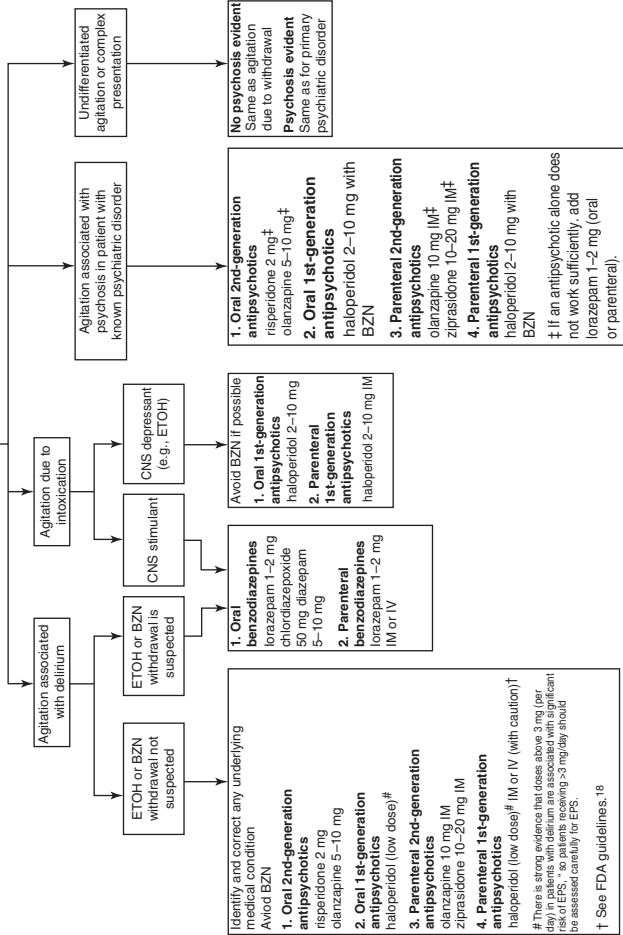 Agitation associated
with delirium
Agitation due to
intoxication
Agitation associated with
psychosis in patient with
known psychiatric disorder
Undifferentiated
agitation or complex
presentation
ETOH or BZN
withdrawal not
suspected
ETOH or BZN
withdrawal is
suspected
CNS stimulant
CNS depressant
(e.g., ETOH)
Identify and correct any underlying
medical condition
Aviod BZN
1. Oral 2nd-generation
antipsychotics
risperidone 2 mg
olanzapine 5–10 mg
2. Oral 1st-generation
antipsychotics
haloperidol (low dose)#
3. Parenteral 2nd-generation
antipsychotics
olanzapine 10 mg IM
ziprasidone 10–20 mg IM
4. Parenteral 1st-generation
antipsychotics
haloperidol (low dose)# IM or IV (with caution)†
# There is strong evidence that doses above 3 mg (per
day) in patients with delirium are associated with significant
risk of EPS, " so patients receiving >3 mg/day should
be assessed carefully for EPS.
† See FDA guidelines.18
1. Oral
benzodiazepines
lorazepam 1–2 mg
chlordiazepoxide
50 mg diazepam
5–10 mg
2. Parenteral
benzodiazepines
lorazepam 1–2 mg
IM or IV
Avoid BZN if possible
1. Oral 1st-generation
antipsychotics
haloperidol 2–10 mg
2. Parenteral
1st-generation
antipsychotics
haloperidol 2–10 mg IM
1. Oral 2nd-generation
antipsychotics
risperidone 2 mg‡
olanzapine 5–10 mg‡
2. Oral 1st-generation
antipsychotics
haloperidol 2–10 mg with
BZN
3. Parenteral 2nd-generation
antipsychotics
olanzapine 10 mg IM‡
ziprasidone 10–20 mg IM‡
4. Parenteral 1st-generation
antipsychotics
haloperidol 2–10 mg with
BZN
‡ If an antipsychotic alone does
not work sufficiently, add
lorazepam 1–2 mg (oral
or parenteral).
No psychosis evident
Same as agitation
due to withdrawal
Psychosis evident
Same as for primary
psychiatric disorder